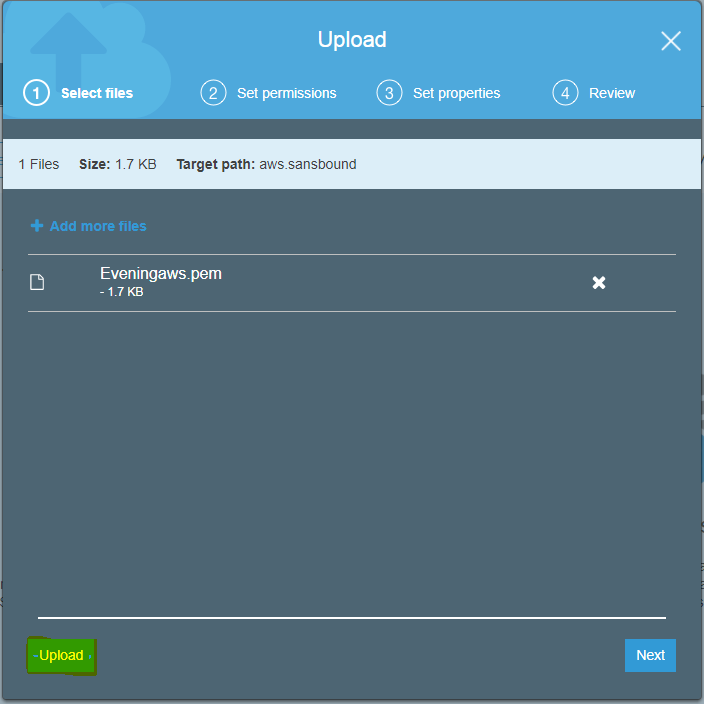 Upload
1 Select files 2 Set permissions 3 Set properties 4 Review
1 Files Size: 1.7 KB Target path: aws.sansbound
Add more files
Eveningaws.pem
- 1.7 KB
Upload Next